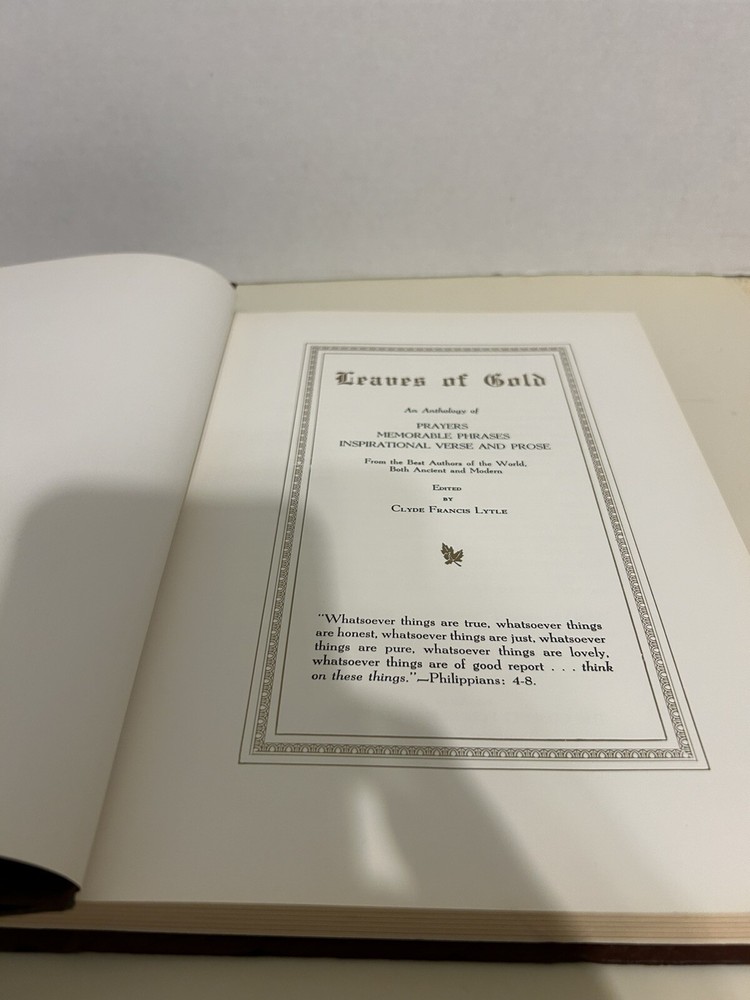 Leaves of Gold
An Anthology of
PRAYERS
MEMORABLE PHRASES
INSPIRATIONAL VERSE AND PROSE
From the Best Authors of the World,
Both Ancient and Modern
Edited
by
Clyde Francis Lytle
"Whatsoever things are true, whatsoever things
are honest, whatsoever things are just, whatsoever
things are pure, whatsoever things are lovely,
whatsoever things are of good report . . . think
on these things."—Philippians: 4-8.